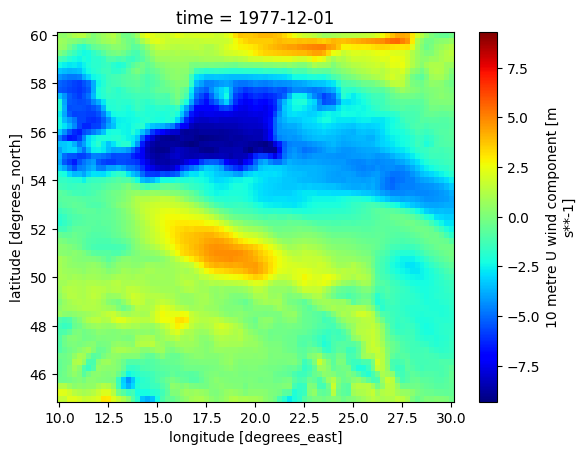 time = 1977-12-01
60
58
56
54
52
50
48
46
latitude [degrees_north]
10.0 12.5 15.0 17.5 20.0 22.5 25.0 27.5 30.0
longitude [degrees_east]
7.5
5.0
2.5
0.0
−2.5
−5.0
−7.5
10 metre U wind component [m
s**-1]